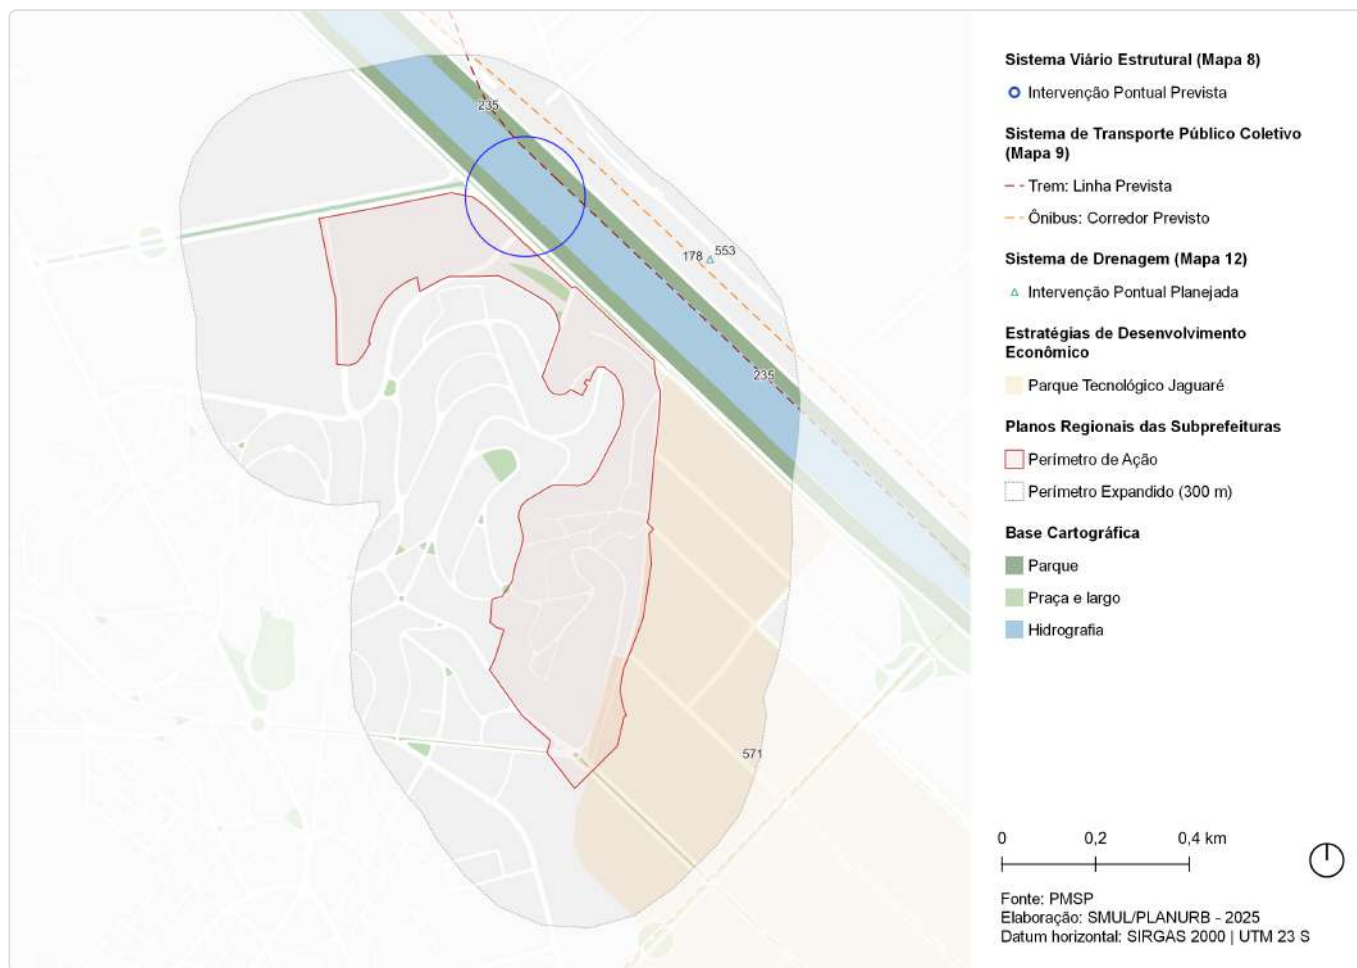 235
178
553
235
571
Sistema Viário Estrutural (Mapa 8)
Intervenção Pontual Prevista
Sistema de Transporte Público Coletivo
(Mapa 9)
Trem: Linha Prevista
Ônibus: Corredor Previsto
Sistema de Drenagem (Mapa 12)
Intervenção Pontual Planejada
Estratégias de Desenvolvimento
Econômico
Parque Tecnológico Jaguaré
Planos Regionais das Subprefeituras
Perímetro de Ação
Perímetro Expandido (300 m)
Base Cartográfica
Parque
Praça e largo
Hidrografia
0 0,2 0,4 km
Fonte: PMSP
Elaboração: SMUL/PLANURB - 2025
Datum horizontal: SIRGAS 2000 | UTM 23 S